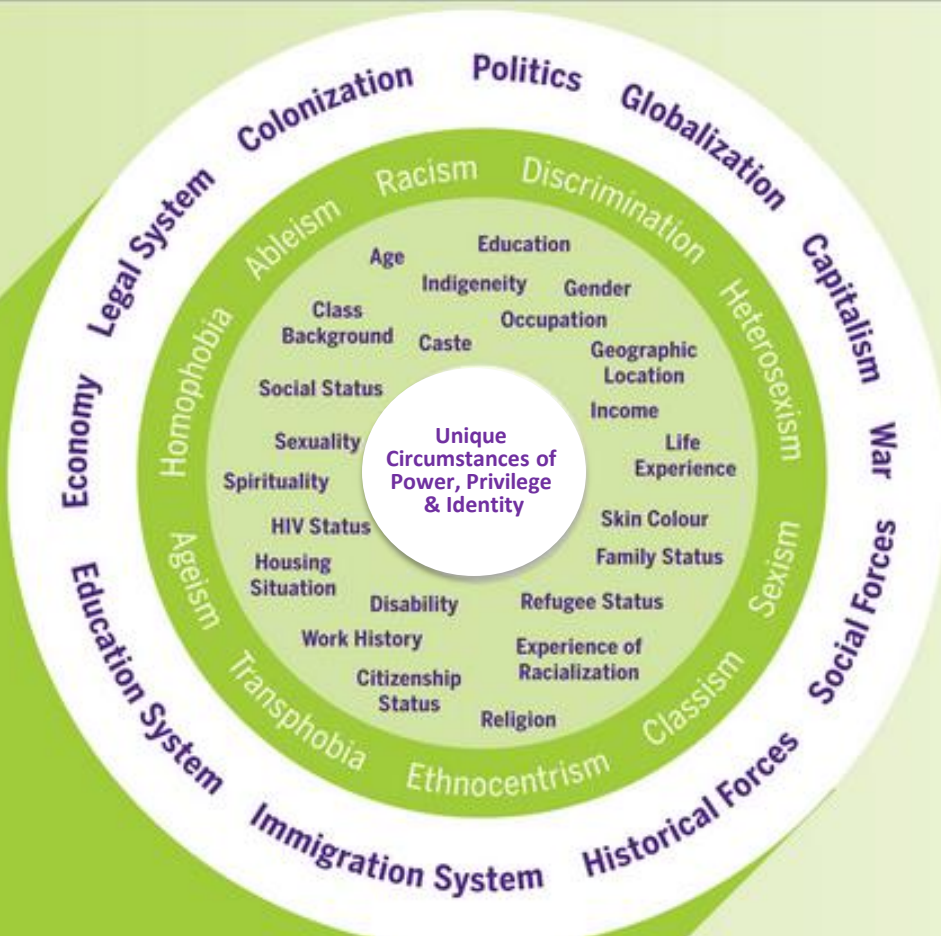 Politics
Globalization
Capitalism
War
Social Forces
Historical Forces
Immigration System
Education System
Economy
Legal System
Colonization
Racism
Discrimination
Heterosexism
Sexism
Classism
Ethnocentrism
Transphobia
Ageism
Homophobia
Ableism
Age
Education
Indigeneity
Gender
Class
Background
Caste
Occupation
Geographic
Location
Social Status
Income
Sexuality
Life
Experience
Spirituality
HIV Status
Skin Colour
Housing
Situation
Family Status
Disability
Refugee Status
Work History
Experience of
Racialization
Citizenship
Status
Religion
Unique
Circumstances of
Power, Privilege
& Identity